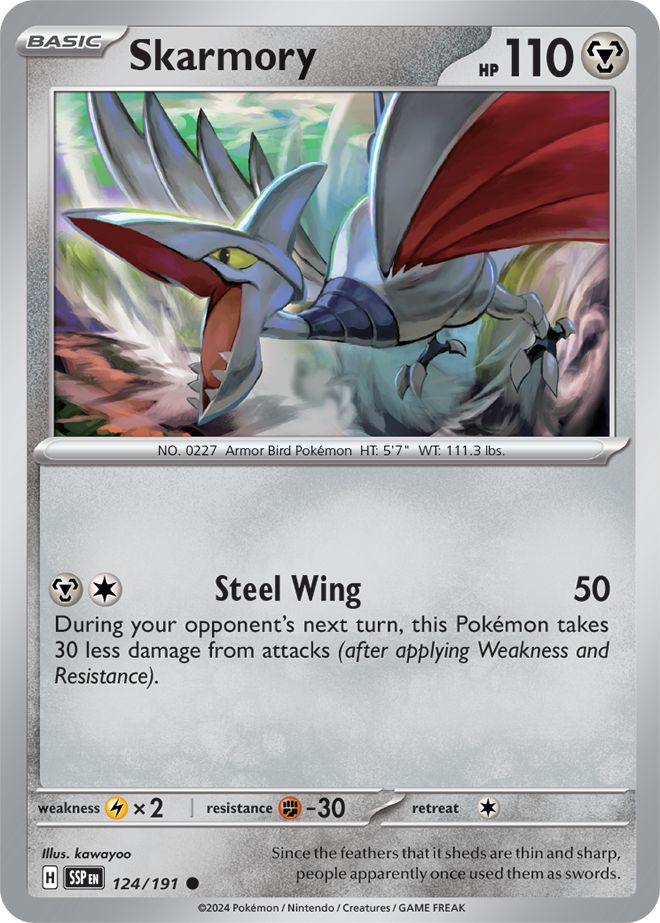 BASIC
Skarmory
HP 110
NO. 0227 Armor Bird Pokémon HT: 5'7" WT: 111.3 lbs.
Steel Wing 50
During your opponent's next turn, this Pokémon takes
30 less damage from attacks (after applying Weakness and
Resistance).
weakness ×2 resistance -30 retreat
Illus. kawayoo
Since the feathers that it sheds are thin and sharp,
people apparently once used them as swords.
H SSP EN 124/191
©2024 Pokémon / Nintendo / Creatures / GAME FREAK